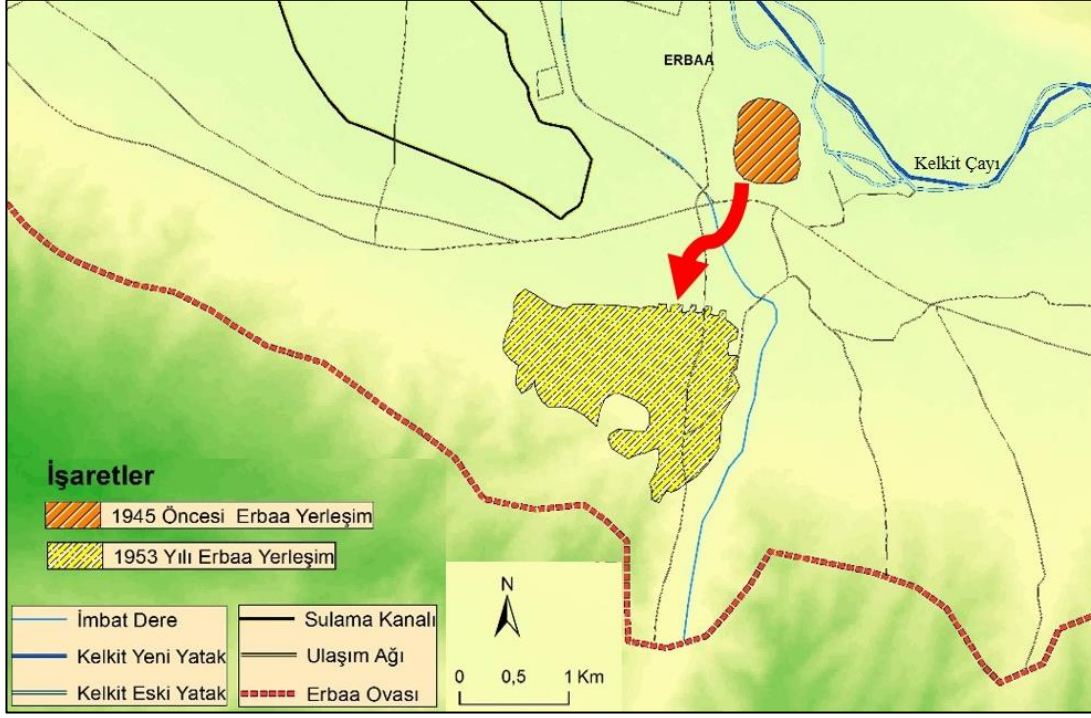 ERBAA
Kelkit Çayı
İşaretler
1945 Öncesi Erbaa Yerleşim
1953 Yılı Erbaa Yerleşim
İmbat Dere
Kelkit Yeni Yatak
Kelkit Eski Yatak
Sulama Kanalı
Ulaşım Ağı
Erbaa Ovası
N
0 0,5 1 Km